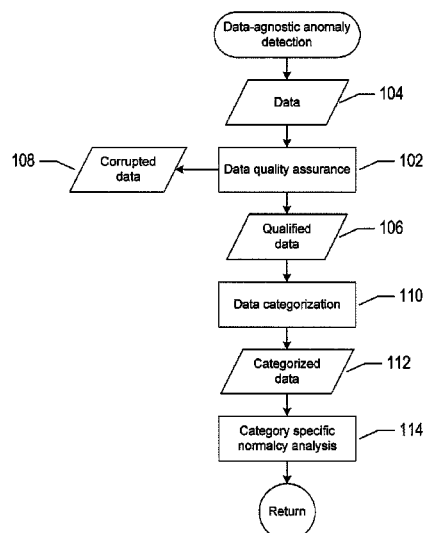 Data-agnostic anomaly
detection
Data
104
108
Corrupted
data
Data quality assurance
102
Qualified
data
106
Data categorization
110
Categorized
data
112
Category specific
normalcy analysis
114
Return